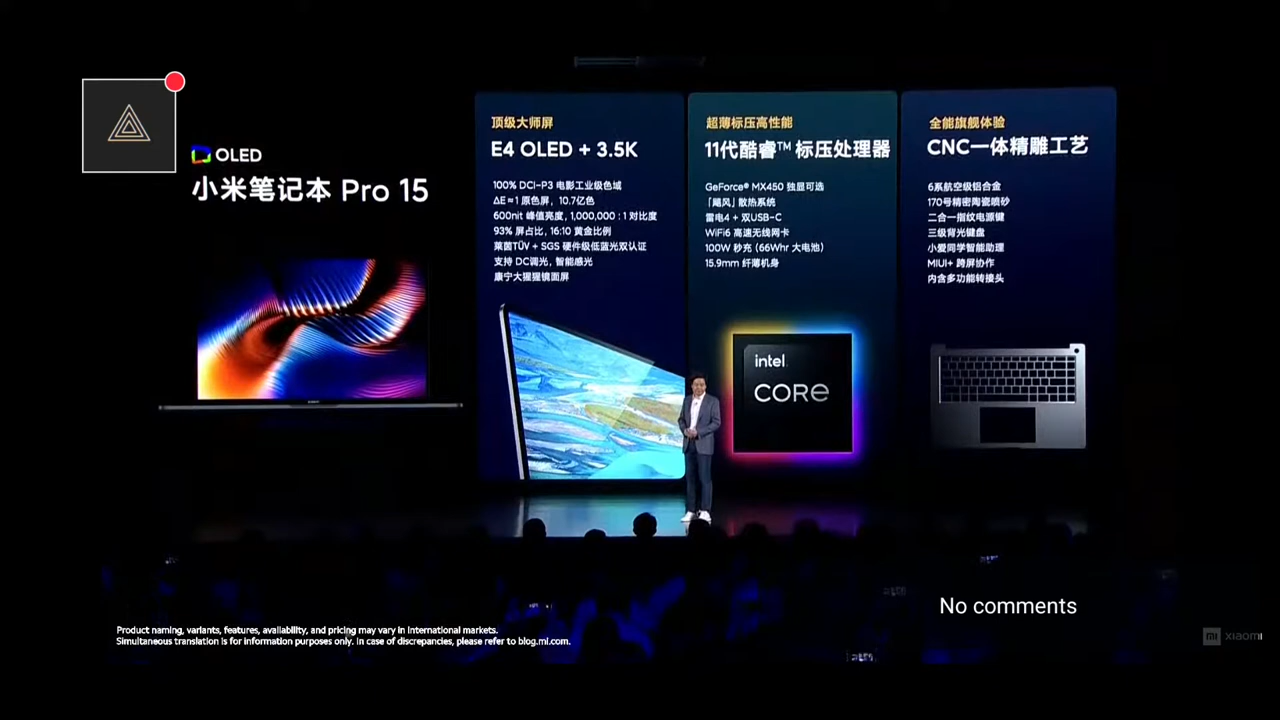 OLED
小米笔记本 Pro 15
顶级大师屏
E4 OLED + 3.5K
100% DCI-P3 电影工业级色域
ΔE≈1 原色屏，10.7亿色
600nit 峰值亮度，1,000,000 : 1 对比度
93% 屏占比，16:10 黄金比例
莱茵TÜV + SGS 硬件级低蓝光双认证
支持 DC调光，智能感光
康宁大猩猩镜面屏
超薄标压高性能
11代酷睿™ 标压处理器
GeForce® MX450 独显可选
「飓风」散热系统
雷电4 + 双USB-C
WiFi6 高速无线网卡
100W 秒充 (66Whr 大电池)
15.9mm 纤薄机身
intel
CORE
全能旗舰体验
CNC一体精雕工艺
6系航空级铝合金
170号精密陶瓷喷砂
二合一指纹电源键
三级背光键盘
小爱同学智能助理
MIUI+ 跨屏协作
内含多功能转接头
No comments
Product naming, variants, features, availability, and pricing may vary in international markets.
Simultaneous translation is for information purposes only. In case of discrepancies, please refer to blog.mi.com.
mi xiaomi